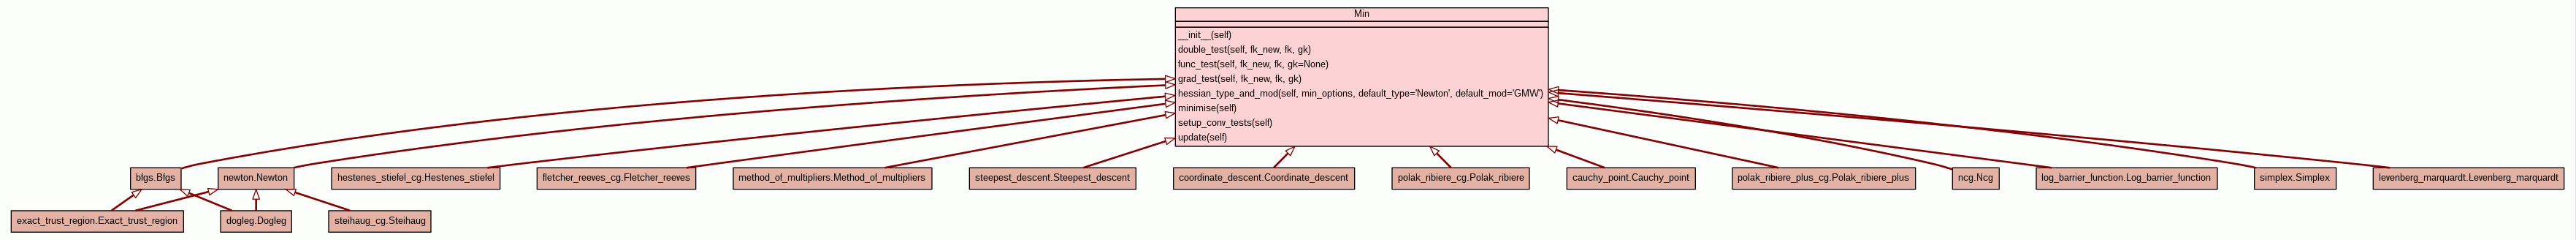 Min
__init__(self)
double_test(self, fk_new, fk, gk)
func_test(self, fk_new, fk, gk=None)
grad_test(self, fk_new, fk, gk)
hessian_type_and_mod(self, min_options, default_type='Newton', default_mod='GMW')
minimise(self)
setup_conv_tests(self)
update(self)
bfgs.Bfgs
newton.Newton
hestenes_stiefel_cg.Hestenes_stiefel
fletcher_reeves_cg.Fletcher_reeves
method_of_multipliers.Method_of_multipliers
steepest_descent.Steepest_descent
coordinate_descent.Coordinate_descent
polak_ribiere_cg.Polak_ribiere
cauchy_point.Cauchy_point
polak_ribiere_plus_cg.Polak_ribiere_plus
ncg.Ncg
log_barrier_function.Log_barrier_function
simplex.Simplex
levenberg_marquardt.Levenberg_marquardt
exact_trust_region.Exact_trust_region
dogleg.Dogleg
steihaug_cg.Steihaug